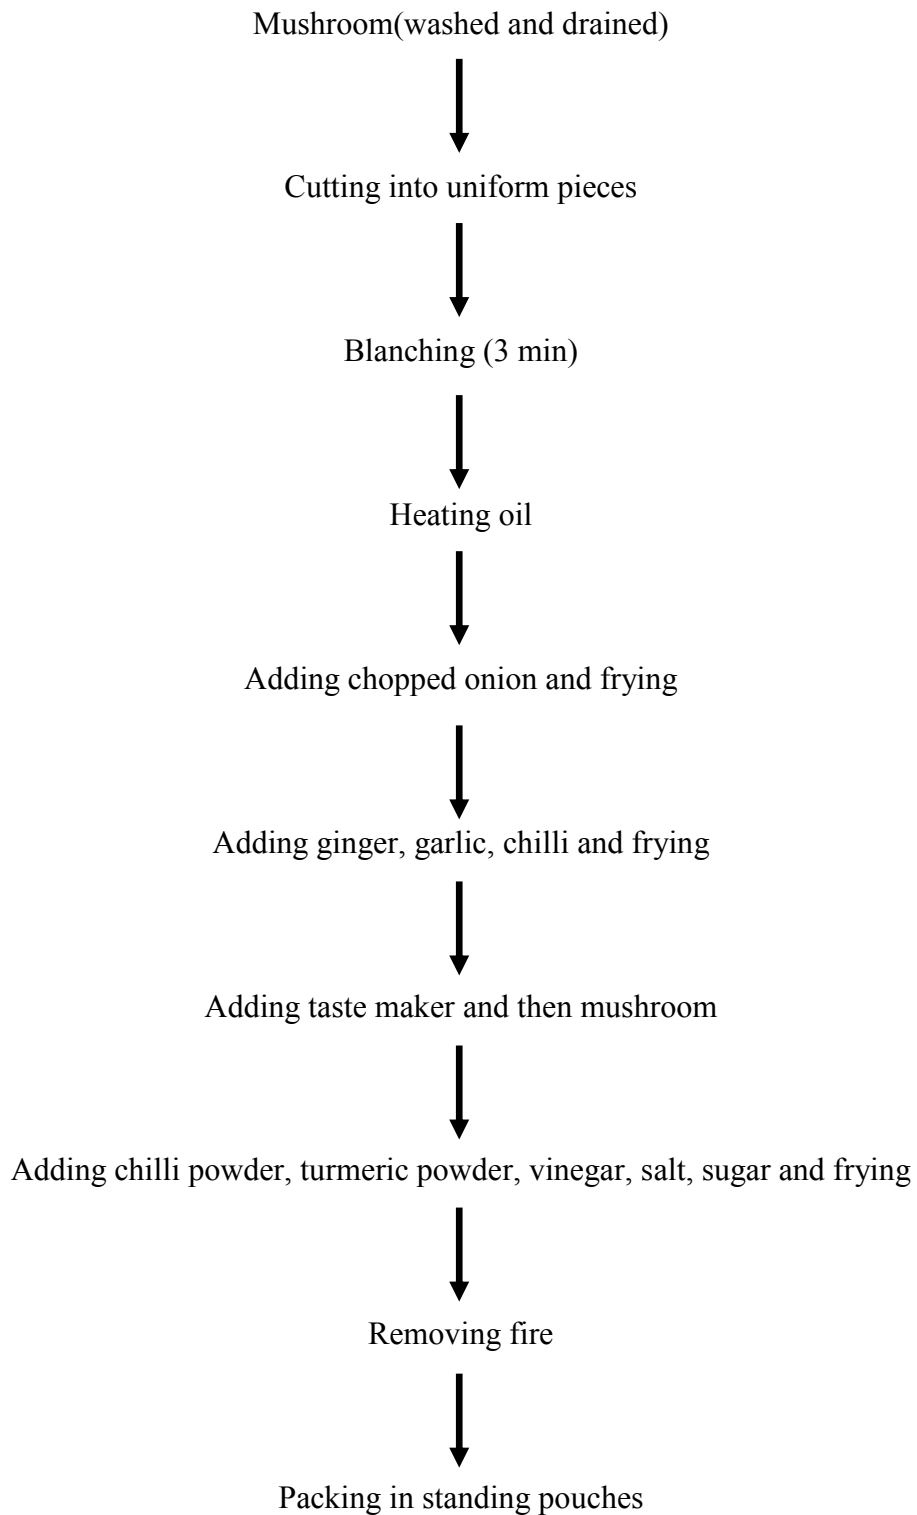 Mushroom(washed and drained)
Cutting into uniform pieces
Blanching (3 min)
Heating oil
Adding chopped onion and frying
Adding ginger, garlic, chilli and frying
Adding taste maker and then mushroom
Adding chilli powder, turmeric powder, vinegar, salt, sugar and frying
Removing fire
Packing in standing pouches